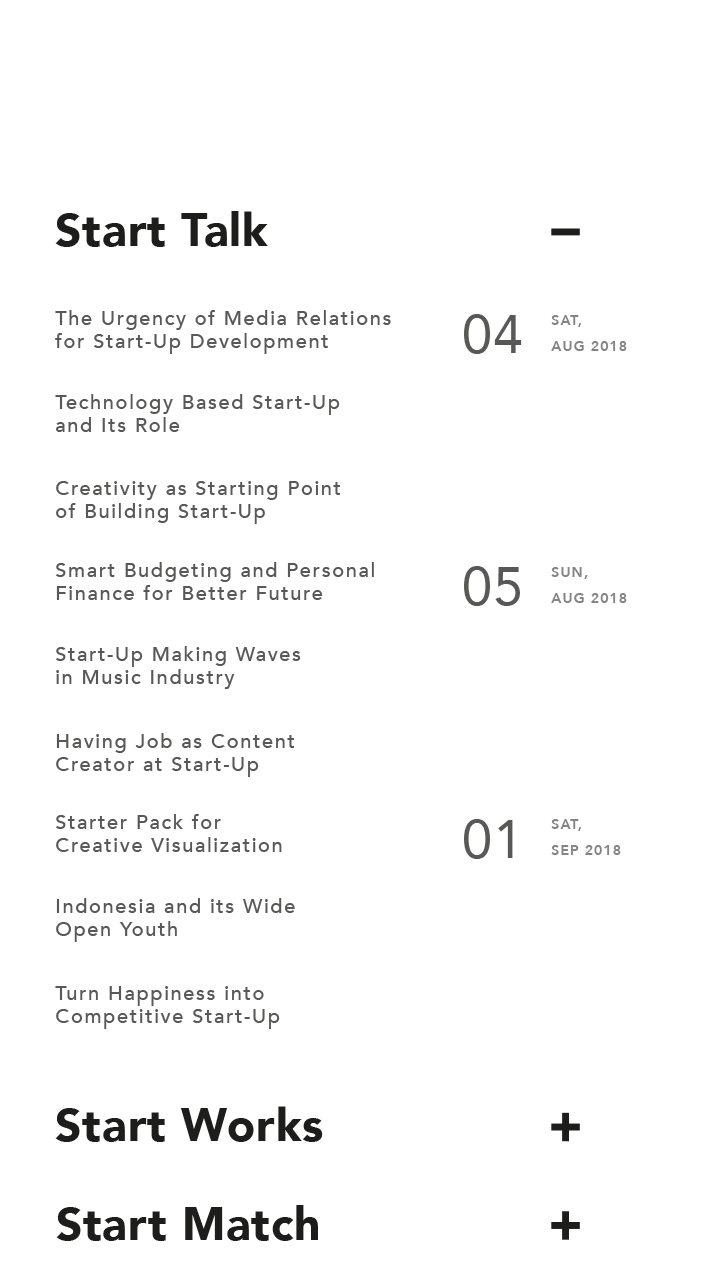 Start Talk −
The Urgency of Media Relations
for Start-Up Development
04 SAT,
AUG 2018
Technology Based Start-Up
and Its Role
Creativity as Starting Point
of Building Start-Up
Smart Budgeting and Personal
Finance for Better Future
05 SUN,
AUG 2018
Start-Up Making Waves
in Music Industry
Having Job as Content
Creator at Start-Up
Starter Pack for
Creative Visualization
01 SAT,
SEP 2018
Indonesia and its Wide
Open Youth
Turn Happiness into
Competitive Start-Up
Start Works +
Start Match +